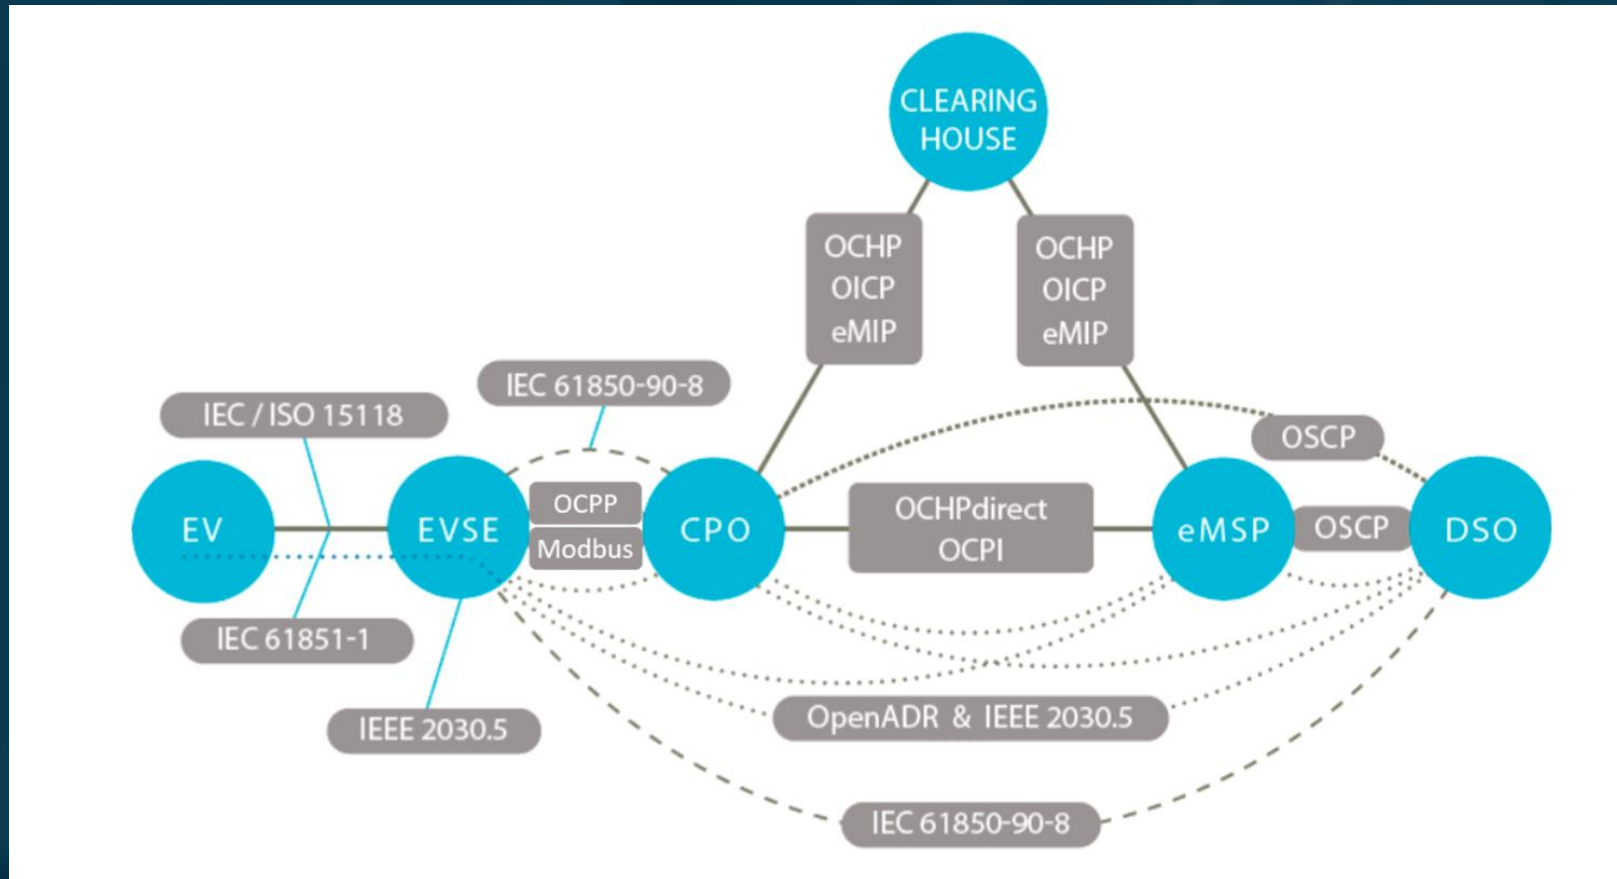 CLEARING
HOUSE
OCHP
OICP
eMIP
OCHP
OICP
eMIP
IEC 61850-90-8
IEC / ISO 15118
OSCP
EV
EVSE
OCPP
Modbus
CPO
OCHPdirect
OCPI
eMSP
OSCP
DSO
IEC 61851-1
IEEE 2030.5
OpenADR & IEEE 2030.5
IEC 61850-90-8